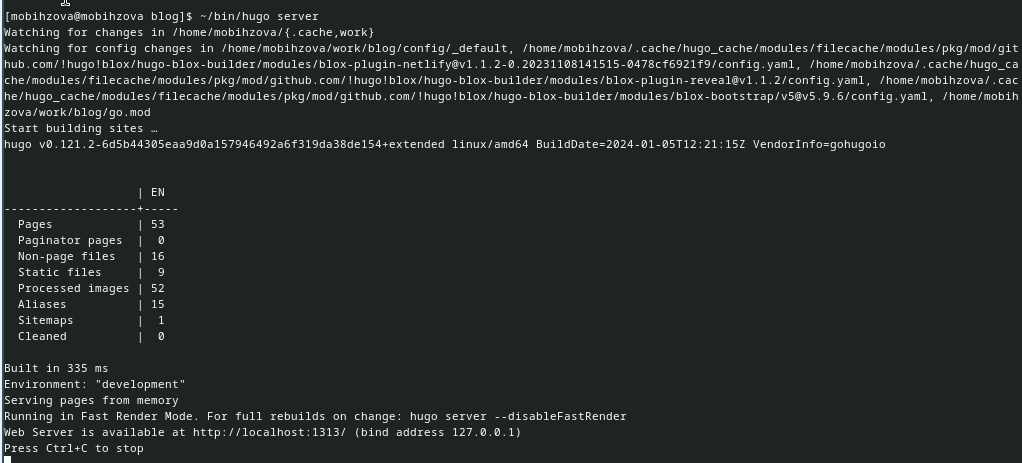 [mobihzova@mobihzova blog]$ ~/bin/hugo server
Watching for changes in /home/mobihzova/{.cache,work}
Watching for config changes in /home/mobihzova/work/blog/config/_default, /home/mobihzova/.cache/hugo_cache/modules/filecache/modules/pkg/mod/git
hub.com/!hugo!blox/hugo-blox-builder/modules/blox-plugin-netlify@v1.1.2-0.20231108141515-0478cf6921f9/config.yaml, /home/mobihzova/.cache/hugo_ca
che/modules/filecache/modules/pkg/mod/github.com/!hugo!blox/hugo-blox-builder/modules/blox-plugin-reveal@v1.1.2/config.yaml, /home/mobihzova/.cac
he/hugo_cache/modules/filecache/modules/pkg/mod/github.com/!hugo!blox/hugo-blox-builder/modules/blox-bootstrap/v5@v5.9.6/config.yaml, /home/mobih
zova/work/blog/go.mod
Start building sites …
hugo v0.121.2-6d5b44305eaa9d0a157946492a6f319da38de154+extended linux/amd64 BuildDate=2024-01-05T12:21:15Z VendorInfo=gohugoio
                   | EN
-------------------+-----
  Pages            | 53
  Paginator pages  |  0
  Non-page files   | 16
  Static files     |  9
  Processed images | 52
  Aliases          | 15
  Sitemaps         |  1
  Cleaned          |  0
Built in 335 ms
Environment: "development"
Serving pages from memory
Running in Fast Render Mode. For full rebuilds on change: hugo server --disableFastRender
Web Server is available at http://localhost:1313/ (bind address 127.0.0.1)
Press Ctrl+C to stop